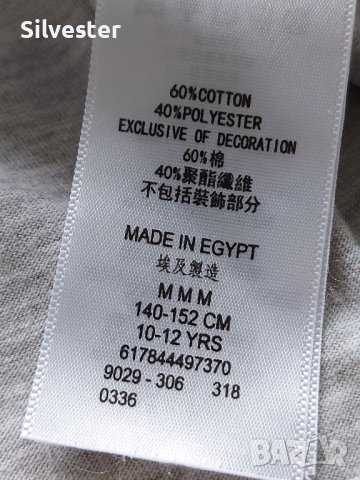 Silvester
60%COTTON
40%POLYESTER
EXCLUSIVE OF DECORATION
60%棉
40%聚酯纖維
不包括裝飾部分
MADE IN EGYPT
埃及製造
M M M
140-152 CM
10-12 YRS
617844497370
9029 - 306 318
0336
BAZAR